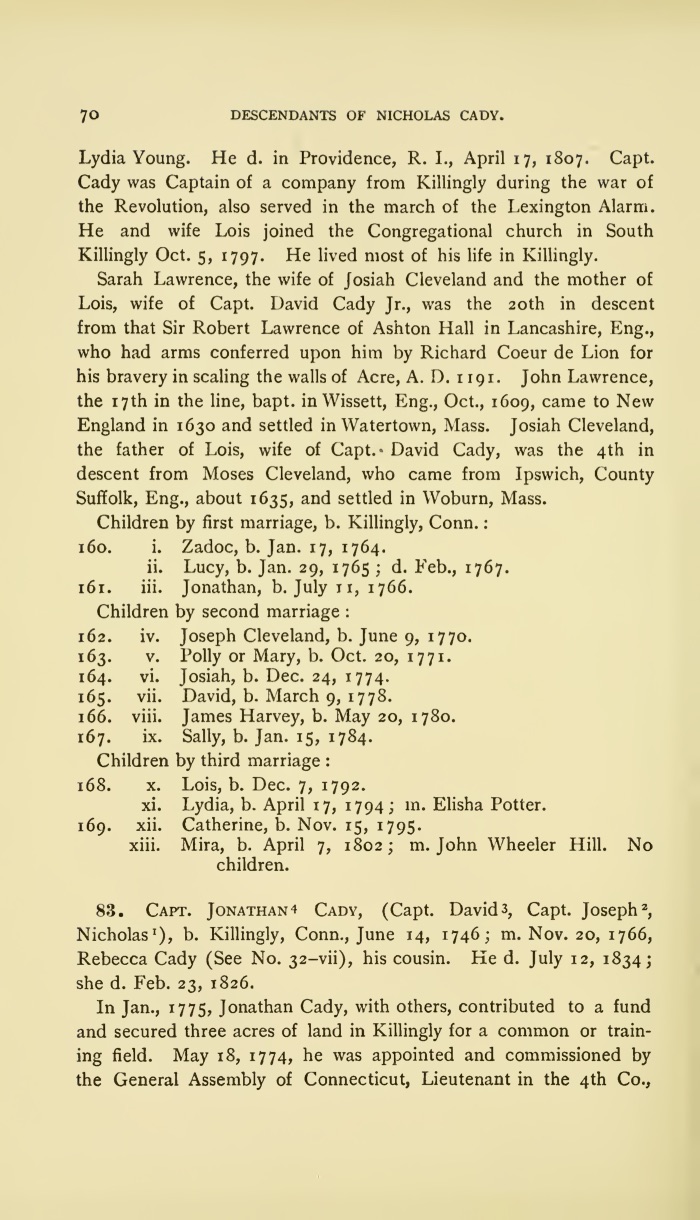 70 DESCENDANTS OF NICHOLAS CADY.
Lydia Young. He d. in Providence, R. I., April 17, 1807. Capt.
Cady was Captain of a company from Killingly during the war of
the Revolution, also served in the march of the Lexington Alarm.
He and wife Lois joined the Congregational church in South
Killingly Oct. 5, 1797. He lived most of his life in Killingly.
Sarah Lawrence, the wife of Josiah Cleveland and the mother of
Lois, wife of Capt. David Cady Jr., was the 20th in descent
from that Sir Robert Lawrence of Ashton Hall in Lancashire, Eng.,
who had arms conferred upon him by Richard Coeur de Lion for
his bravery in scaling the walls of Acre, A. D. 1191. John Lawrence,
the 17th in the line, bapt. in Wissett, Eng., Oct., 1609, came to New
England in 1630 and settled in Watertown, Mass. Josiah Cleveland,
the father of Lois, wife of Capt. David Cady, was the 4th in
descent from Moses Cleveland, who came from Ipswich, County
Suffolk, Eng., about 1635, and settled in Woburn, Mass.
Children by first marriage, b. Killingly, Conn. :
160. i. Zadoc, b. Jan. 17, 1764.
ii. Lucy, b. Jan. 29, 1765 ; d. Feb., 1767.
161. iii. Jonathan, b. July 11, 1766.
Children by second marriage :
162. iv. Joseph Cleveland, b. June 9, 1770.
163. v. Polly or Mary, b. Oct. 20, 1771.
164. vi. Josiah, b. Dec. 24, 1774.
165. vii. David, b. March 9, 1778.
166. viii. James Harvey, b. May 20, 1780.
167. ix. Sally, b. Jan. 15, 1784.
Children by third marriage :
168. x. Lois, b. Dec. 7, 1792.
xi. Lydia, b. April 17, 1794 ; m. Elisha Potter.
169. xii. Catherine, b. Nov. 15, 1795.
xiii. Mira, b. April 7, 1802 ; m. John Wheeler Hill. No
children.
83. CAPT. JONATHAN⁴ CADY, (Capt. David³, Capt. Joseph²,
Nicholas¹), b. Killingly, Conn., June 14, 1746 ; m. Nov. 20, 1766,
Rebecca Cady (See No. 32–vii), his cousin. He d. July 12, 1834 ;
she d. Feb. 23, 1826.
In Jan., 1775, Jonathan Cady, with others, contributed to a fund
and secured three acres of land in Killingly for a common or train-
ing field. May 18, 1774, he was appointed and commissioned by
the General Assembly of Connecticut, Lieutenant in the 4th Co.,